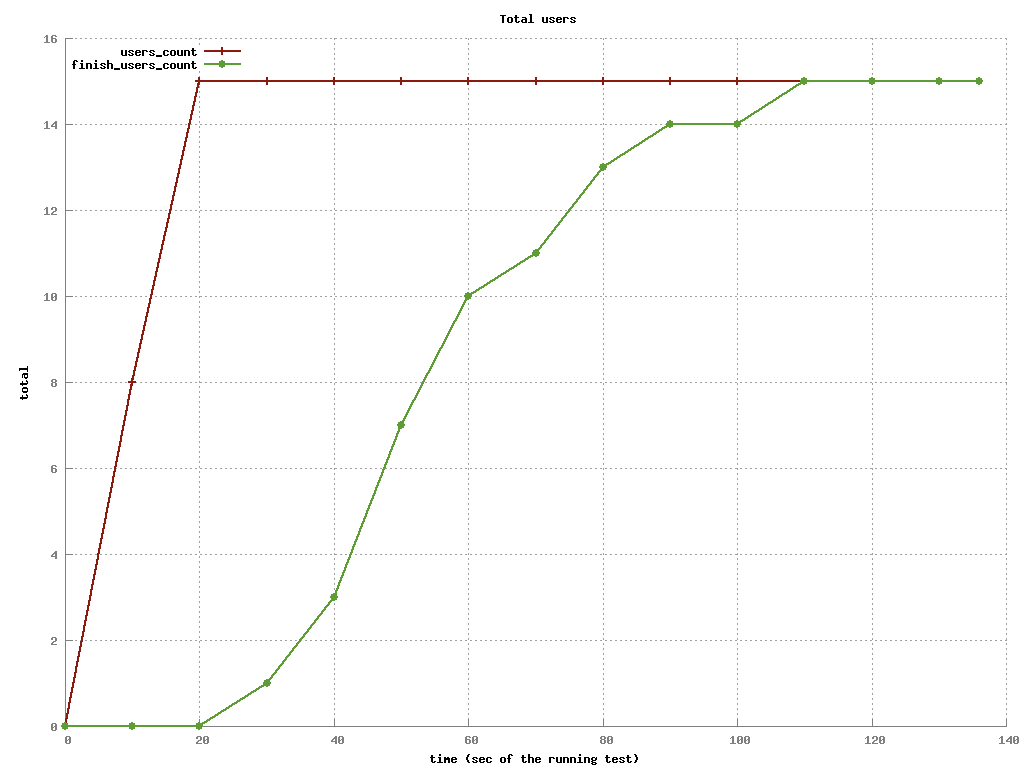 Total users
users_count
finish_users_count
16
14
12
10
8
6
4
2
0
total
0 20 40 60 80 100 120 140
time (sec of the running test)